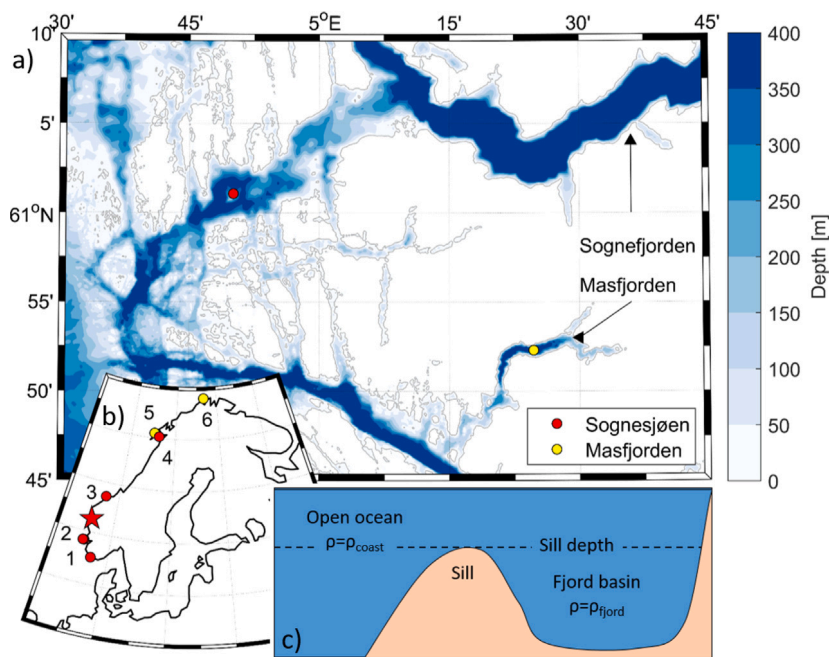 a)
30'
45'
5°E
15'
30'
45'
10'
5'
61°N
55'
50'
45'
Sognefjorden
Masfjorden
Sognesjøen
Masfjorden
400
350
300
250
200
150
100
50
0
Depth [m]
b)
1
2
3
4
5
6
c)
Open ocean
ρ=ρcoast
Sill depth
Sill
Fjord basin
ρ=ρfjord